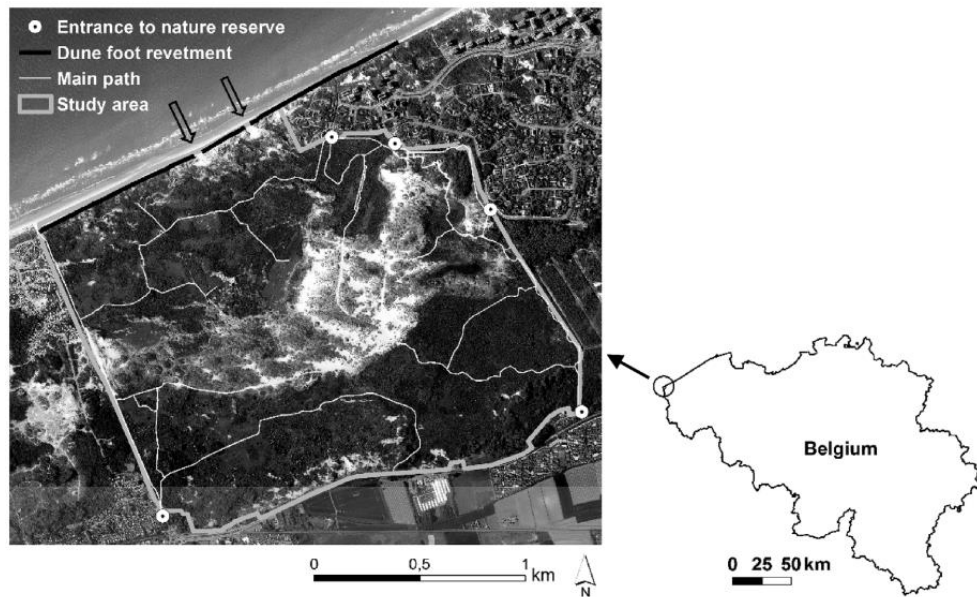 Entrance to nature reserve
Dune foot revetment
Main path
Study area
Belgium
0 0,5 1
km
N
0 25 50 km